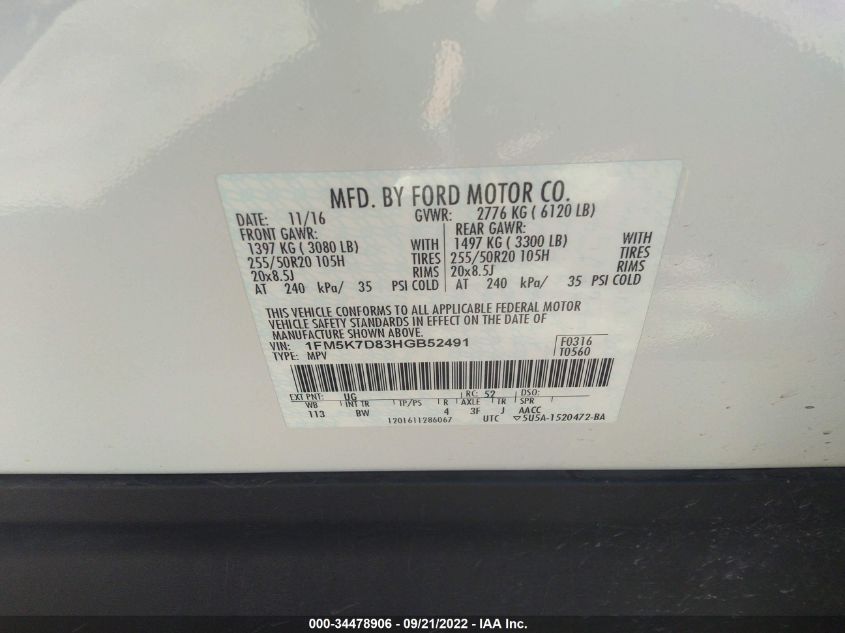 MFD. BY FORD MOTOR CO.
DATE: 11/16 GVWR: 2776 KG ( 6120 LB)
FRONT GAWR: REAR GAWR:
1397 KG ( 3080 LB) WITH 1497 KG ( 3300 LB) WITH
255/50R20 105H TIRES 255/50R20 105H TIRES
20x8.5J RIMS 20x8.5J RIMS
AT 240 kPa/ 35 PSI COLD AT 240 kPa/ 35 PSI COLD
THIS VEHICLE CONFORMS TO ALL APPLICABLE FEDERAL MOTOR
VEHICLE SAFETY STANDARDS IN EFFECT ON THE DATE OF
MANUFACTURE SHOWN ABOVE.
VIN: 1FM5K7D83HGB52491 F0316
TYPE: MPV T0560
EXT PNT: UG RC: 52 DSO:
WB INT TR TP/PS R AXLE TR SPR
113 BW 4 3F J AACC
1201611286067 UTC ▽5U5A-1520472-BA
000-34478906 - 09/21/2022 - IAA Inc.